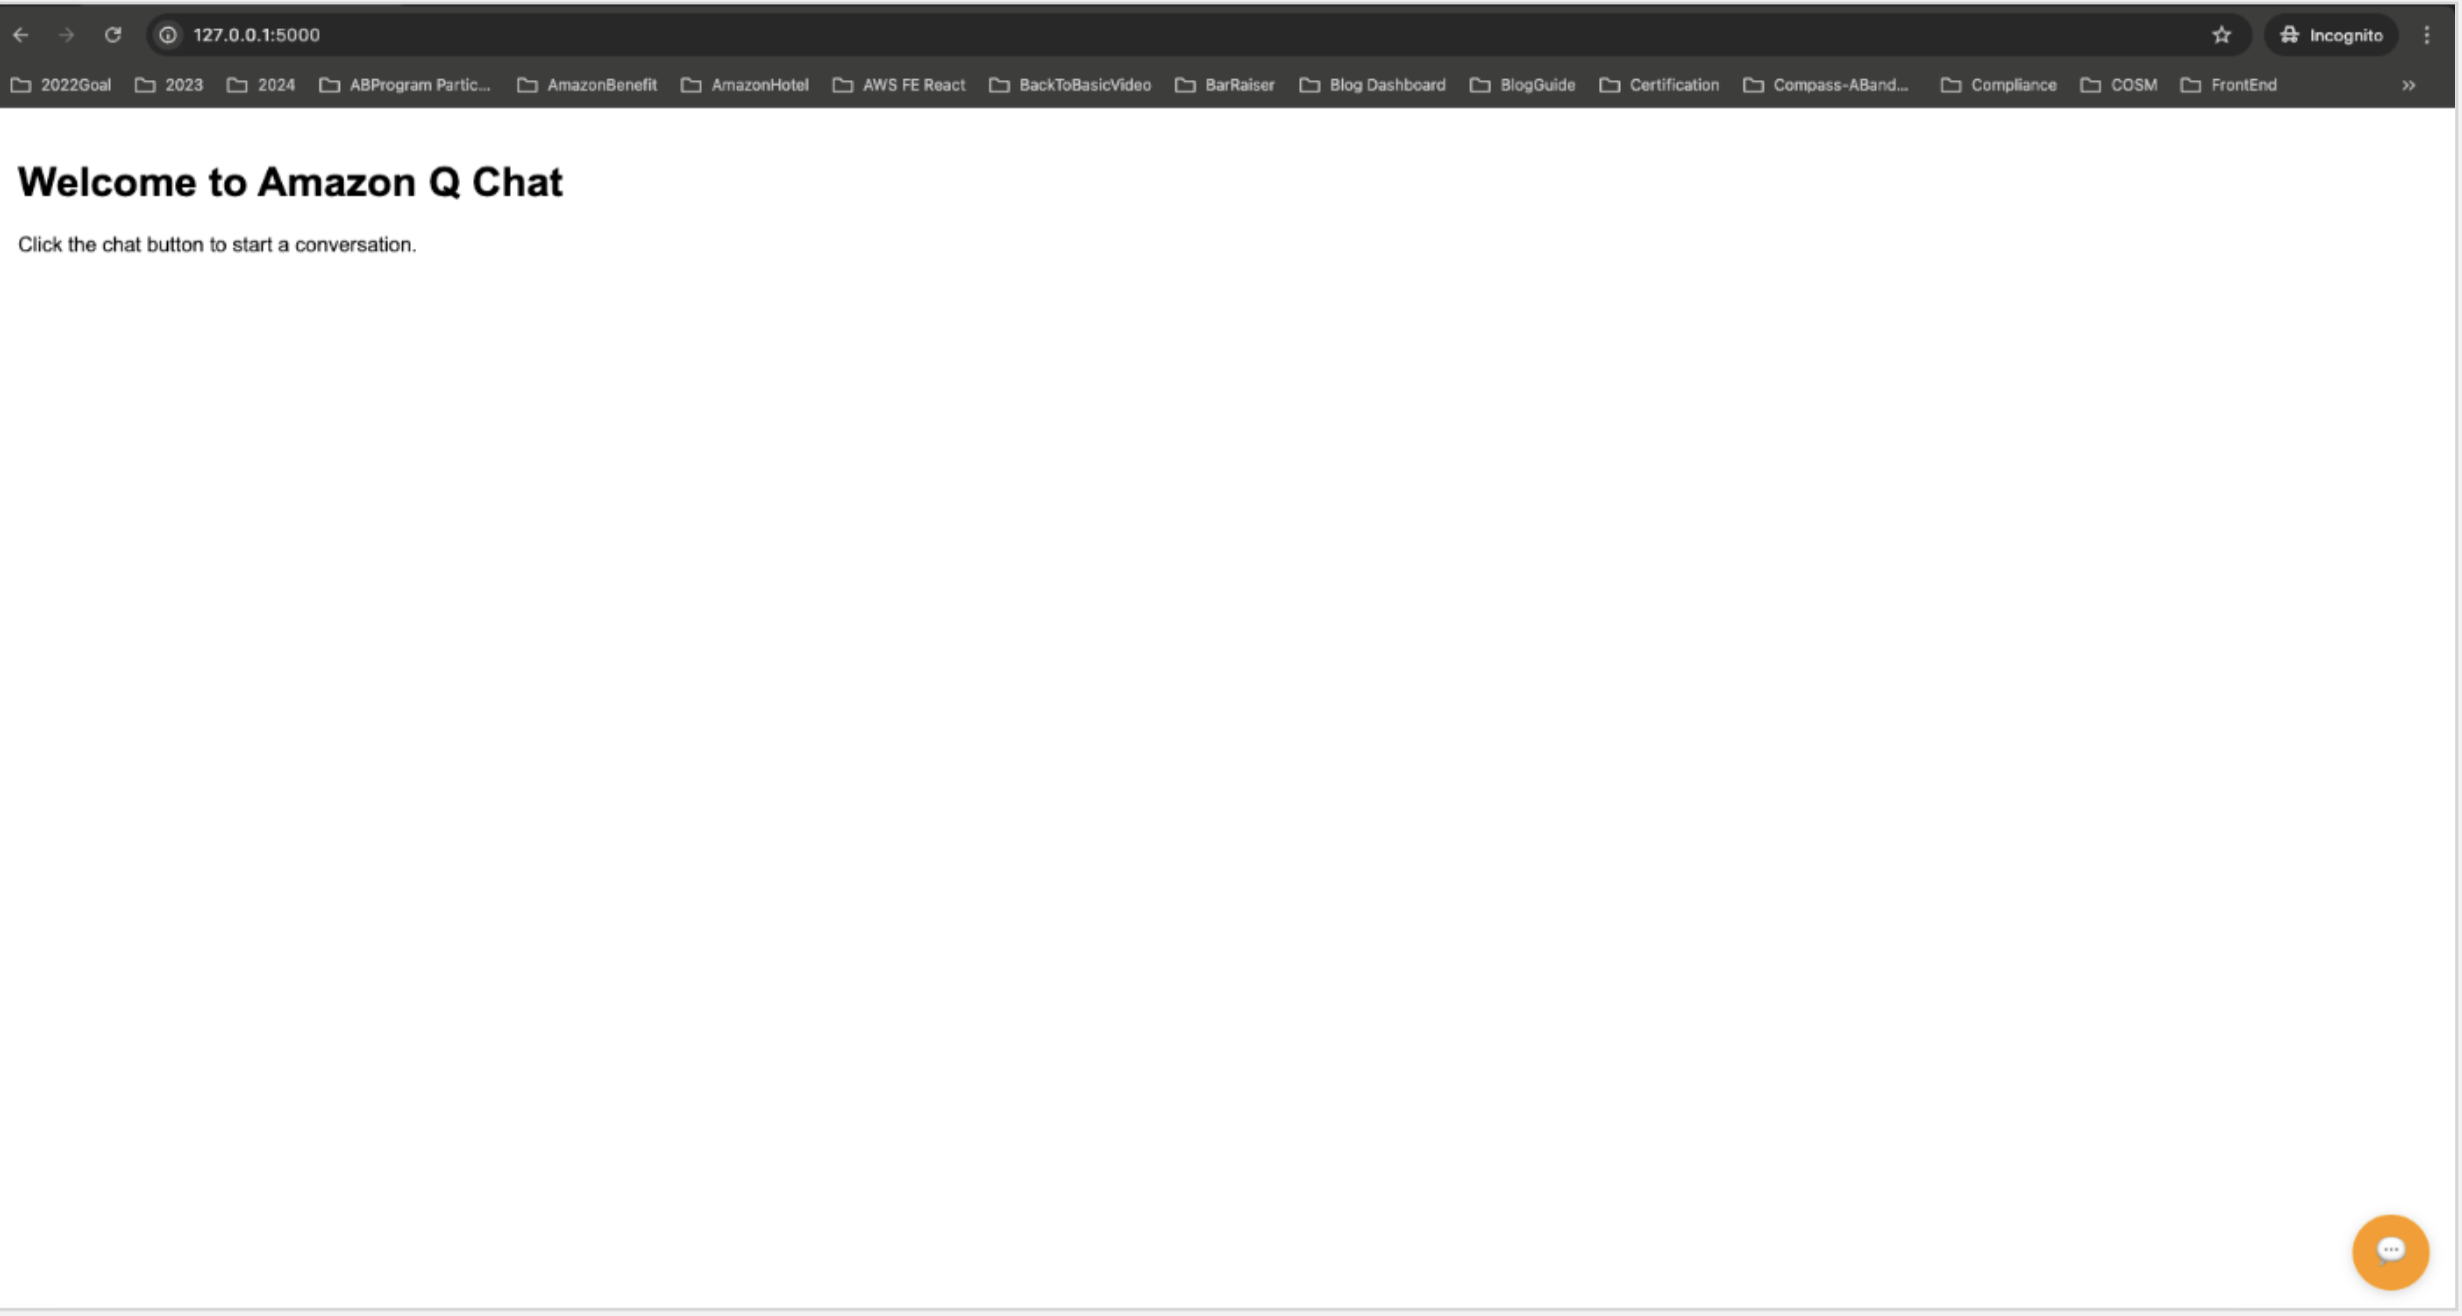 127.0.0.1:5000 Incognito
2022Goal 2023 2024 ABProgram Partic... AmazonBenefit AmazonHotel AWS FE React BackToBasicVideo BarRaiser Blog Dashboard BlogGuide Certification Compass-ABand... Compliance COSM FrontEnd
Welcome to Amazon Q Chat
Click the chat button to start a conversation.